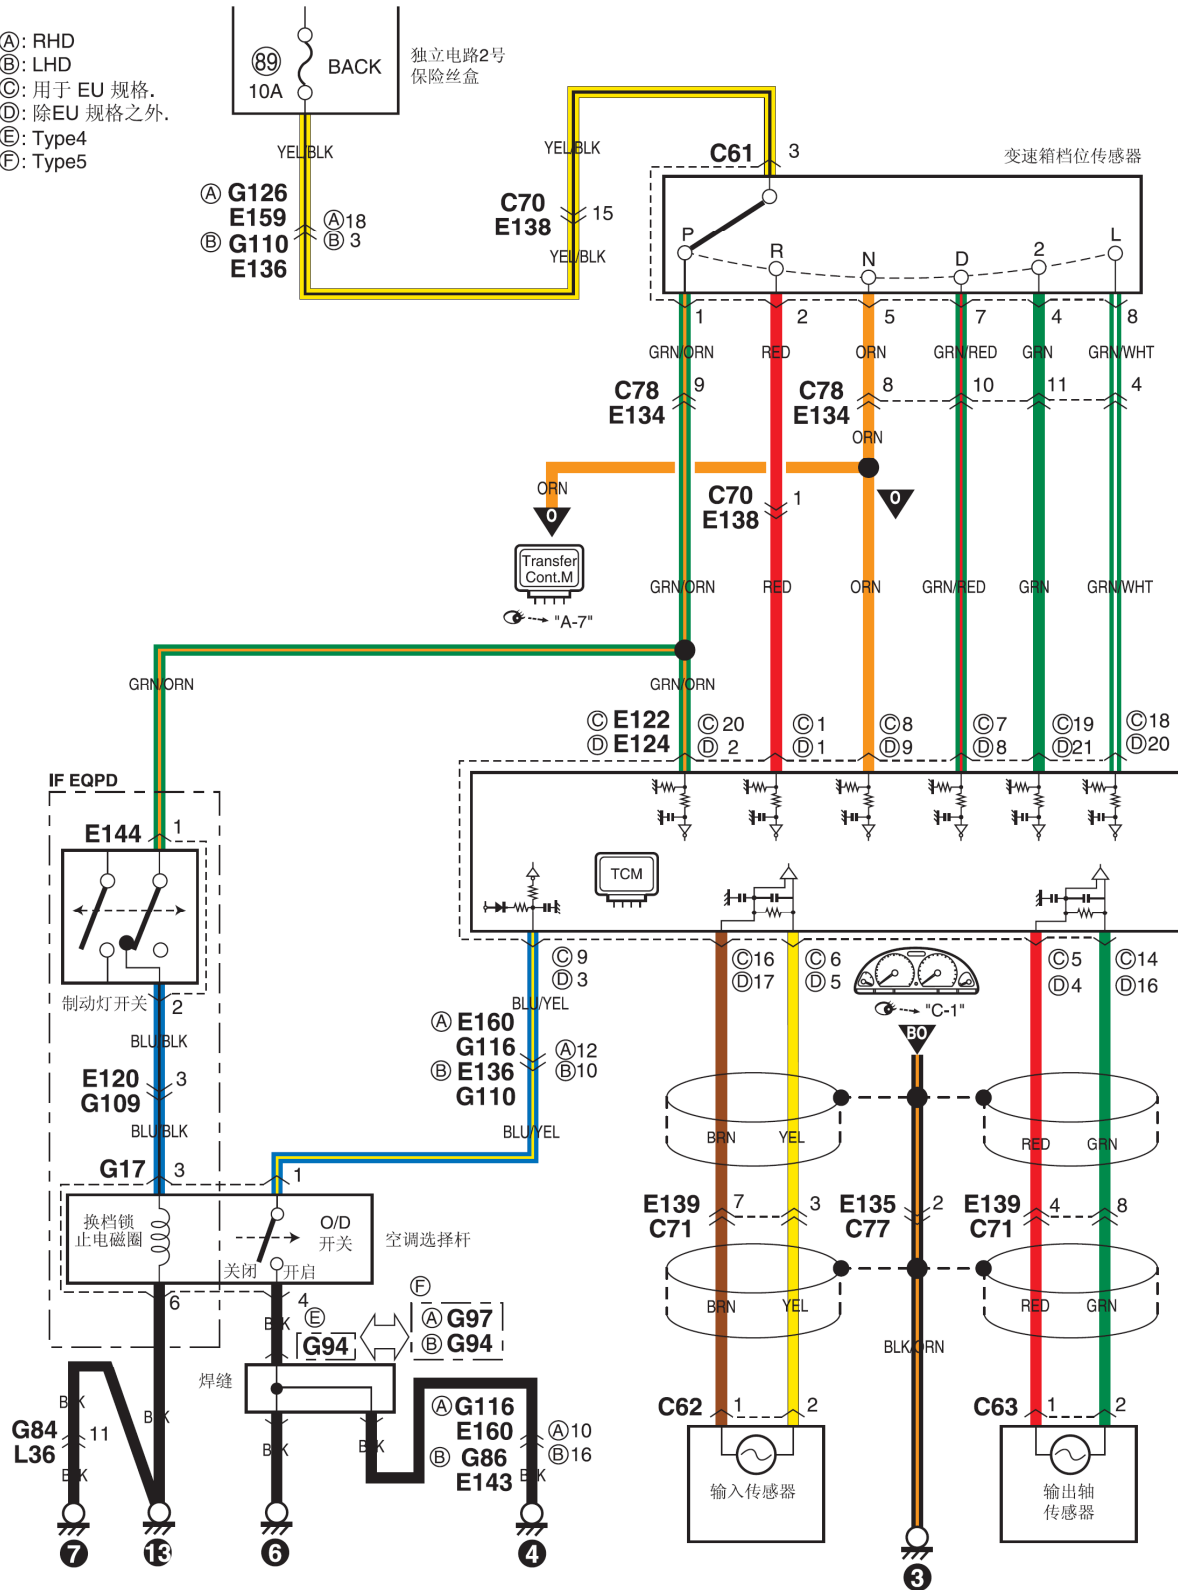 Ⓐ: RHD
Ⓑ: LHD
Ⓒ: 用于 EU 规格.
Ⓓ: 除EU 规格之外.
Ⓔ: Type4
Ⓕ: Type5
89
10A
BACK
独立电路2号
保险丝盒
YEL/BLK
YEL/BLK
Ⓐ G126
E159
Ⓑ G110
E136
Ⓐ18
Ⓑ 3
C70
E138
15
YEL/BLK
C61
3
变速箱档位传感器
P
R
N
D
2
L
1
2
5
7
4
8
GRN/ORN
RED
ORN
GRN/RED
GRN
GRN/WHT
C78
E134
9
C78
E134
8
10
11
4
ORN
ORN
O
O
C70
E138
1
Transfer
Cont.M
"A-7"
GRN/ORN
RED
ORN
GRN/RED
GRN
GRN/WHT
GRN/ORN
GRN/ORN
Ⓒ E122
Ⓓ E124
Ⓒ20
Ⓓ 2
Ⓒ1
Ⓓ1
Ⓒ8
Ⓓ9
Ⓒ7
Ⓓ8
Ⓒ19
Ⓓ21
Ⓒ18
Ⓓ20
IF EQPD
E144
1
TCM
制动灯开关
2
BLU/BLK
E120
G109
3
BLU/BLK
Ⓒ 9
Ⓓ 3
BLU/YEL
Ⓐ E160
G116
Ⓑ E136
G110
Ⓐ12
Ⓑ10
BLU/YEL
Ⓒ16
Ⓓ17
Ⓒ 6
Ⓓ 5
Ⓒ5
Ⓓ4
Ⓒ14
Ⓓ16
"C-1"
BO
BRN
YEL
RED
GRN
G17
3
1
换档锁
止电磁圈
O/D
开关
关闭
开启
空调选择杆
6
4
E139
C71
7
3
E135
C77
2
E139
C71
4
8
BRN
YEL
RED
GRN
BLK/ORN
BLK
Ⓔ
G94
Ⓕ
Ⓐ G97
Ⓑ G94
焊缝
BLK
BLK
G84
L36
11
BLK
BLK
BLK
Ⓐ G116
E160
Ⓑ G86
E143
Ⓐ10
Ⓑ16
BLK
C62
1
2
C63
1
2
输入传感器
输出轴
传感器
7
13
6
4
3